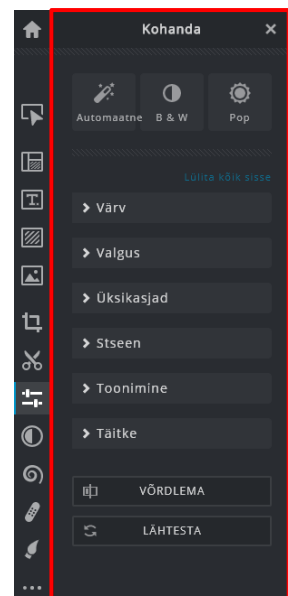 Kohanda
Automaatne B & W Pop
Lülita kõik sisse
Värv
Valgus
Üksikasjad
Stseen
Toonimine
Täitke
VÕRDLEMA
LÄHTESTA